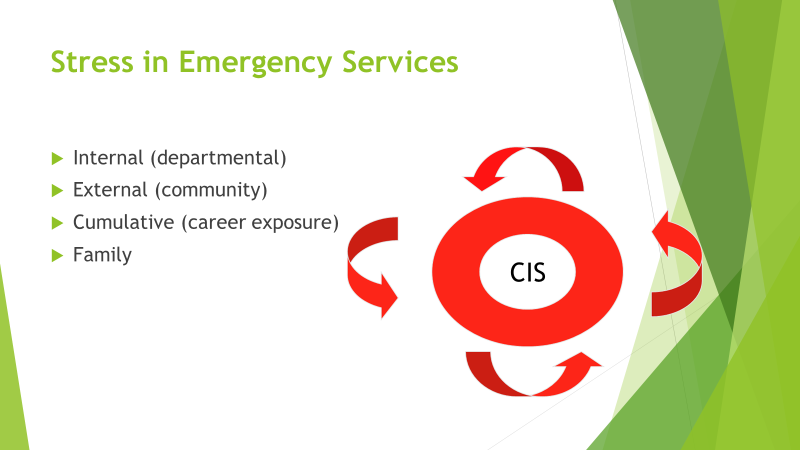 Stress in Emergency Services
Internal (departmental)
External (community)
Cumulative (career exposure)
Family
CIS